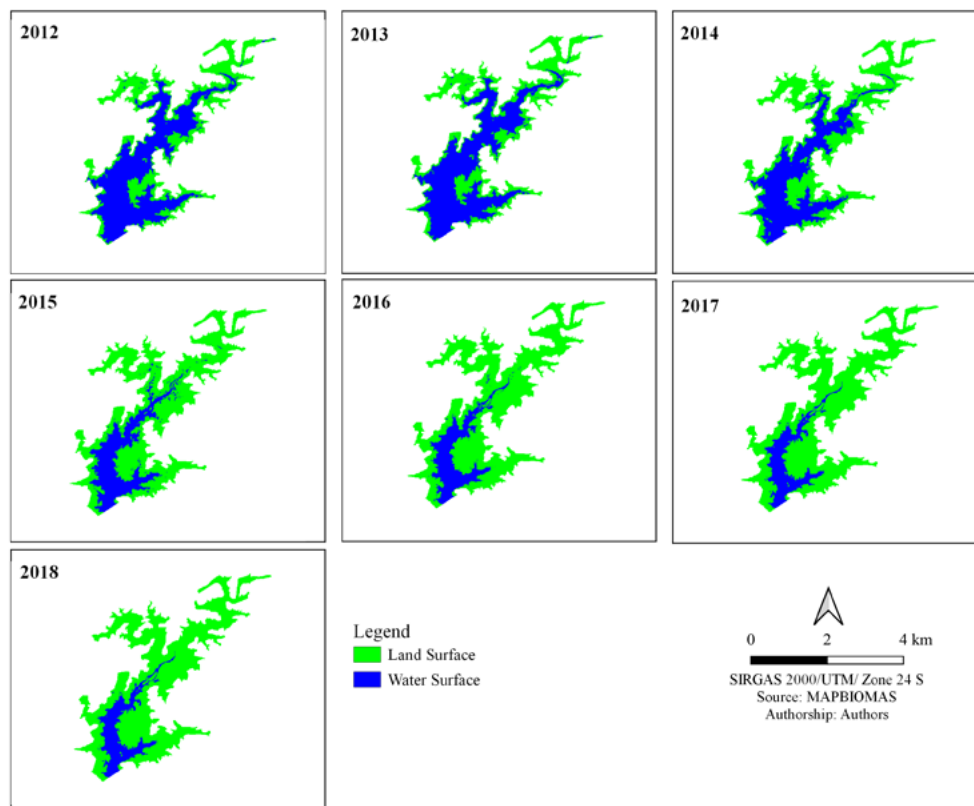 2012
2013
2014
2015
2016
2017
2018
Legend
Land Surface
Water Surface
0 2 4 km
SIRGAS 2000/UTM/ Zone 24 S
Source: MAPBIOMAS
Authorship: Authors